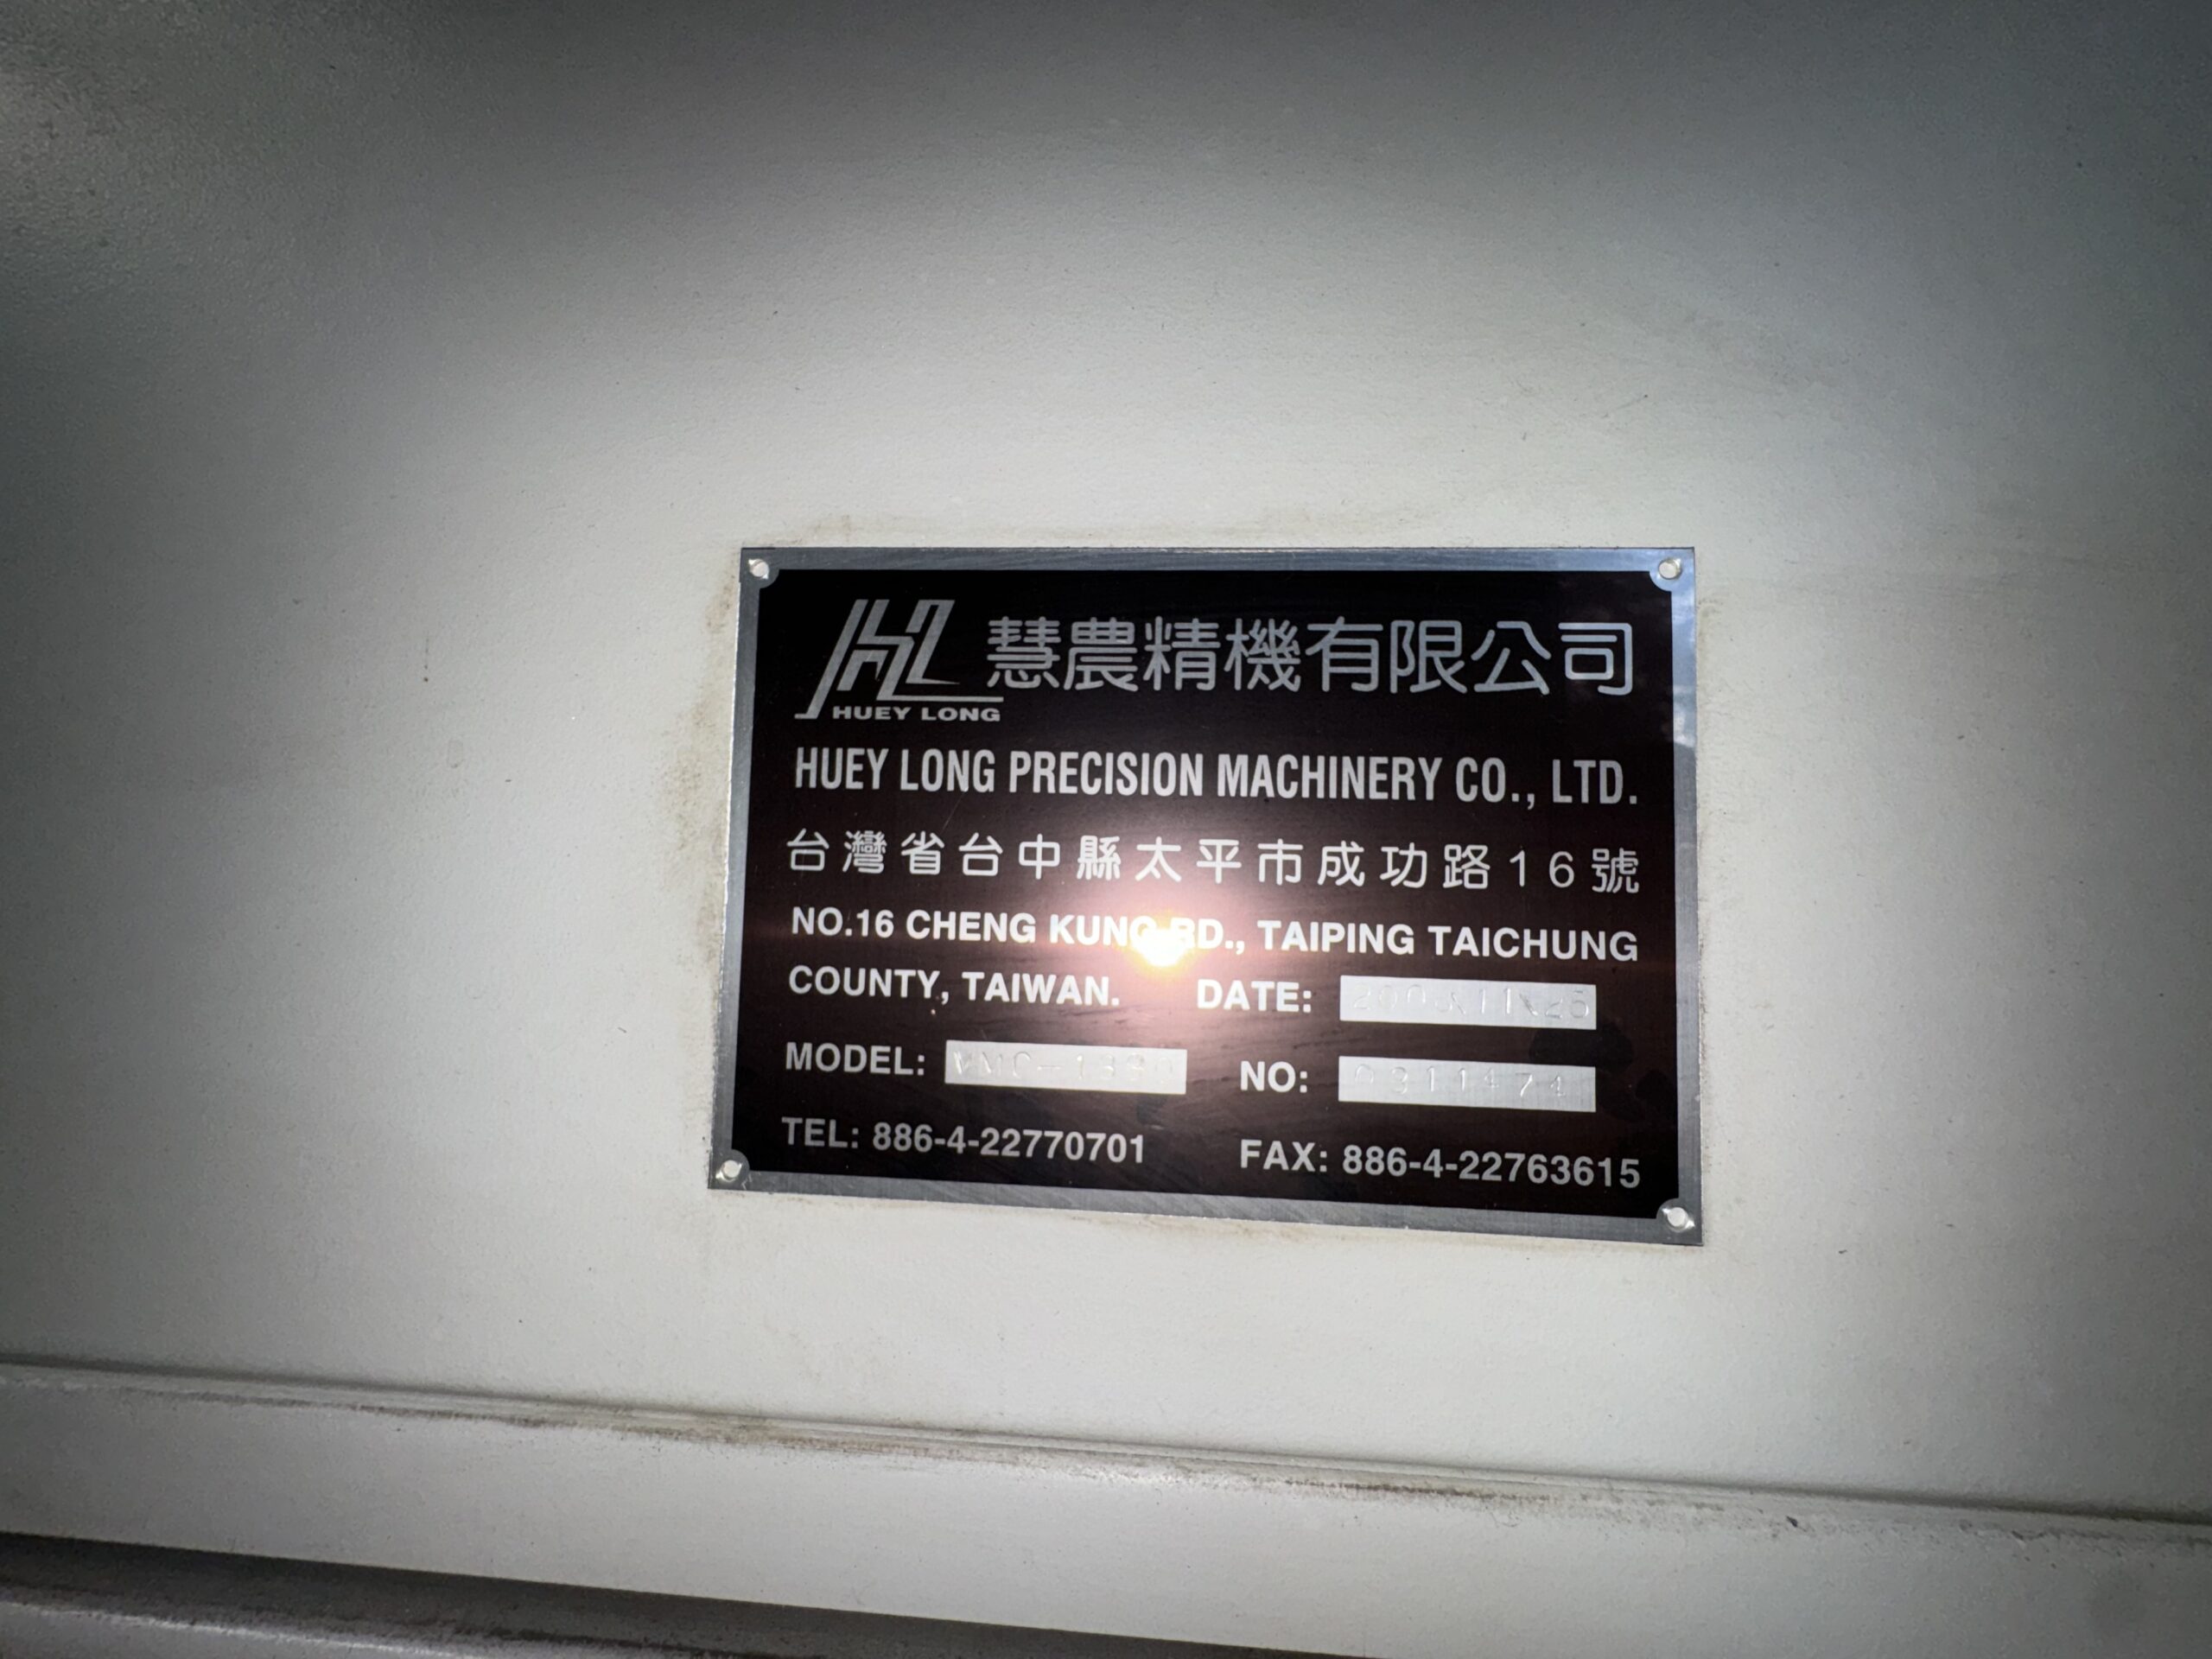 慧農精機有限公司
HUEY LONG
HUEY LONG PRECISION MACHINERY CO., LTD.
台灣省台中縣太平市成功路16號
NO.16 CHENG KUNG RD., TAIPING TAICHUNG
COUNTY, TAIWAN. DATE:
MODEL: NO:
TEL: 886-4-22770701 FAX: 886-4-22763615